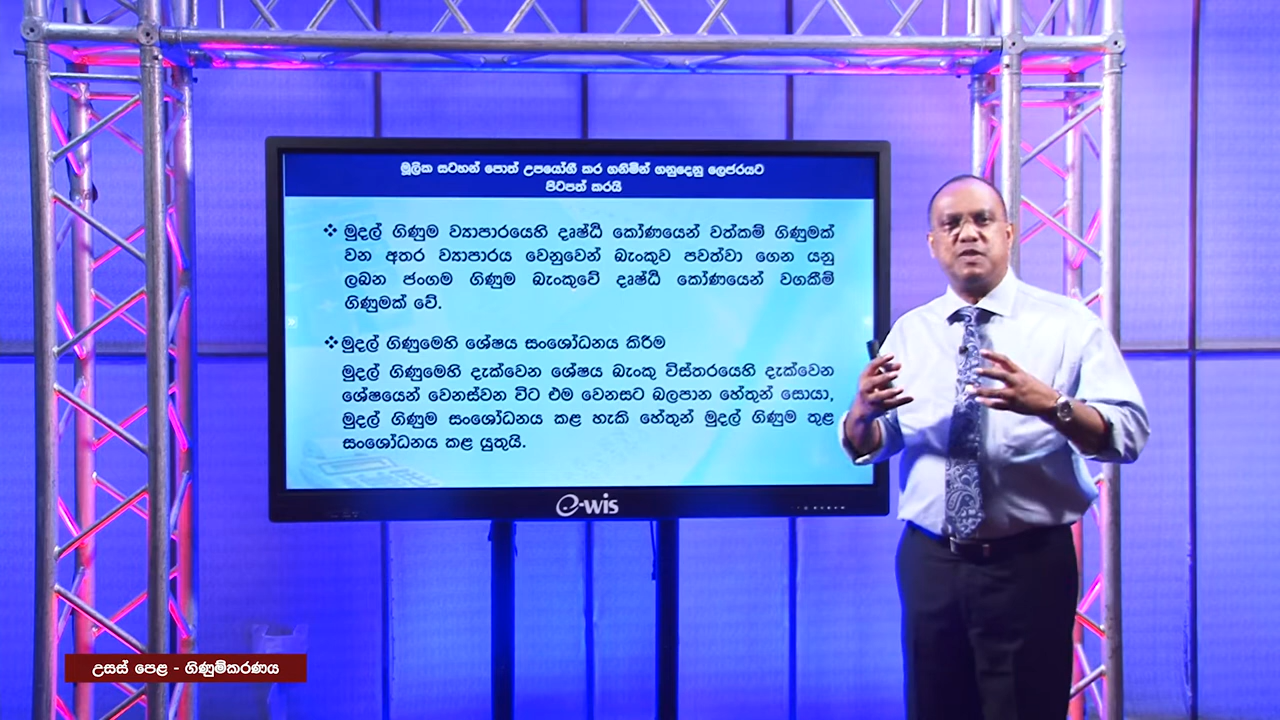 මූලික සටහන් පොත් උපයෝගී කර ගනිමින් ගනුදෙනු ලෙජරයට
පිටපත් කරයි
❖ මුදල් ගිණුම ව්‍යාපාරයෙහි දෘෂ්ඨි කෝණයෙන් වත්කම් ගිණුමක්
වන අතර ව්‍යාපාරය වෙනුවෙන් බැංකුව පවත්වා ගෙන යනු
ලබන ජංගම ගිණුම බැංකුවේ දෘෂ්ඨි කෝණයෙන් වගකීම්
ගිණුමක් වේ.
❖ මුදල් ගිණුමෙහි ශේෂය සංශෝධනය කිරීම
මුදල් ගිණුමෙහි දැක්වෙන ශේෂය බැංකු විස්තරයෙහි දැක්වෙන
ශේෂයෙන් වෙනස්වන විට එම වෙනසට බලපාන හේතූන් සොයා,
මුදල් ගිණුම සංශෝධනය කළ හැකි හේතුන් මුදල් ගිණුම තුළ
සංශෝධනය කළ යුතුයි.
e-wis
උසස් පෙළ - ගිණුම්කරණය